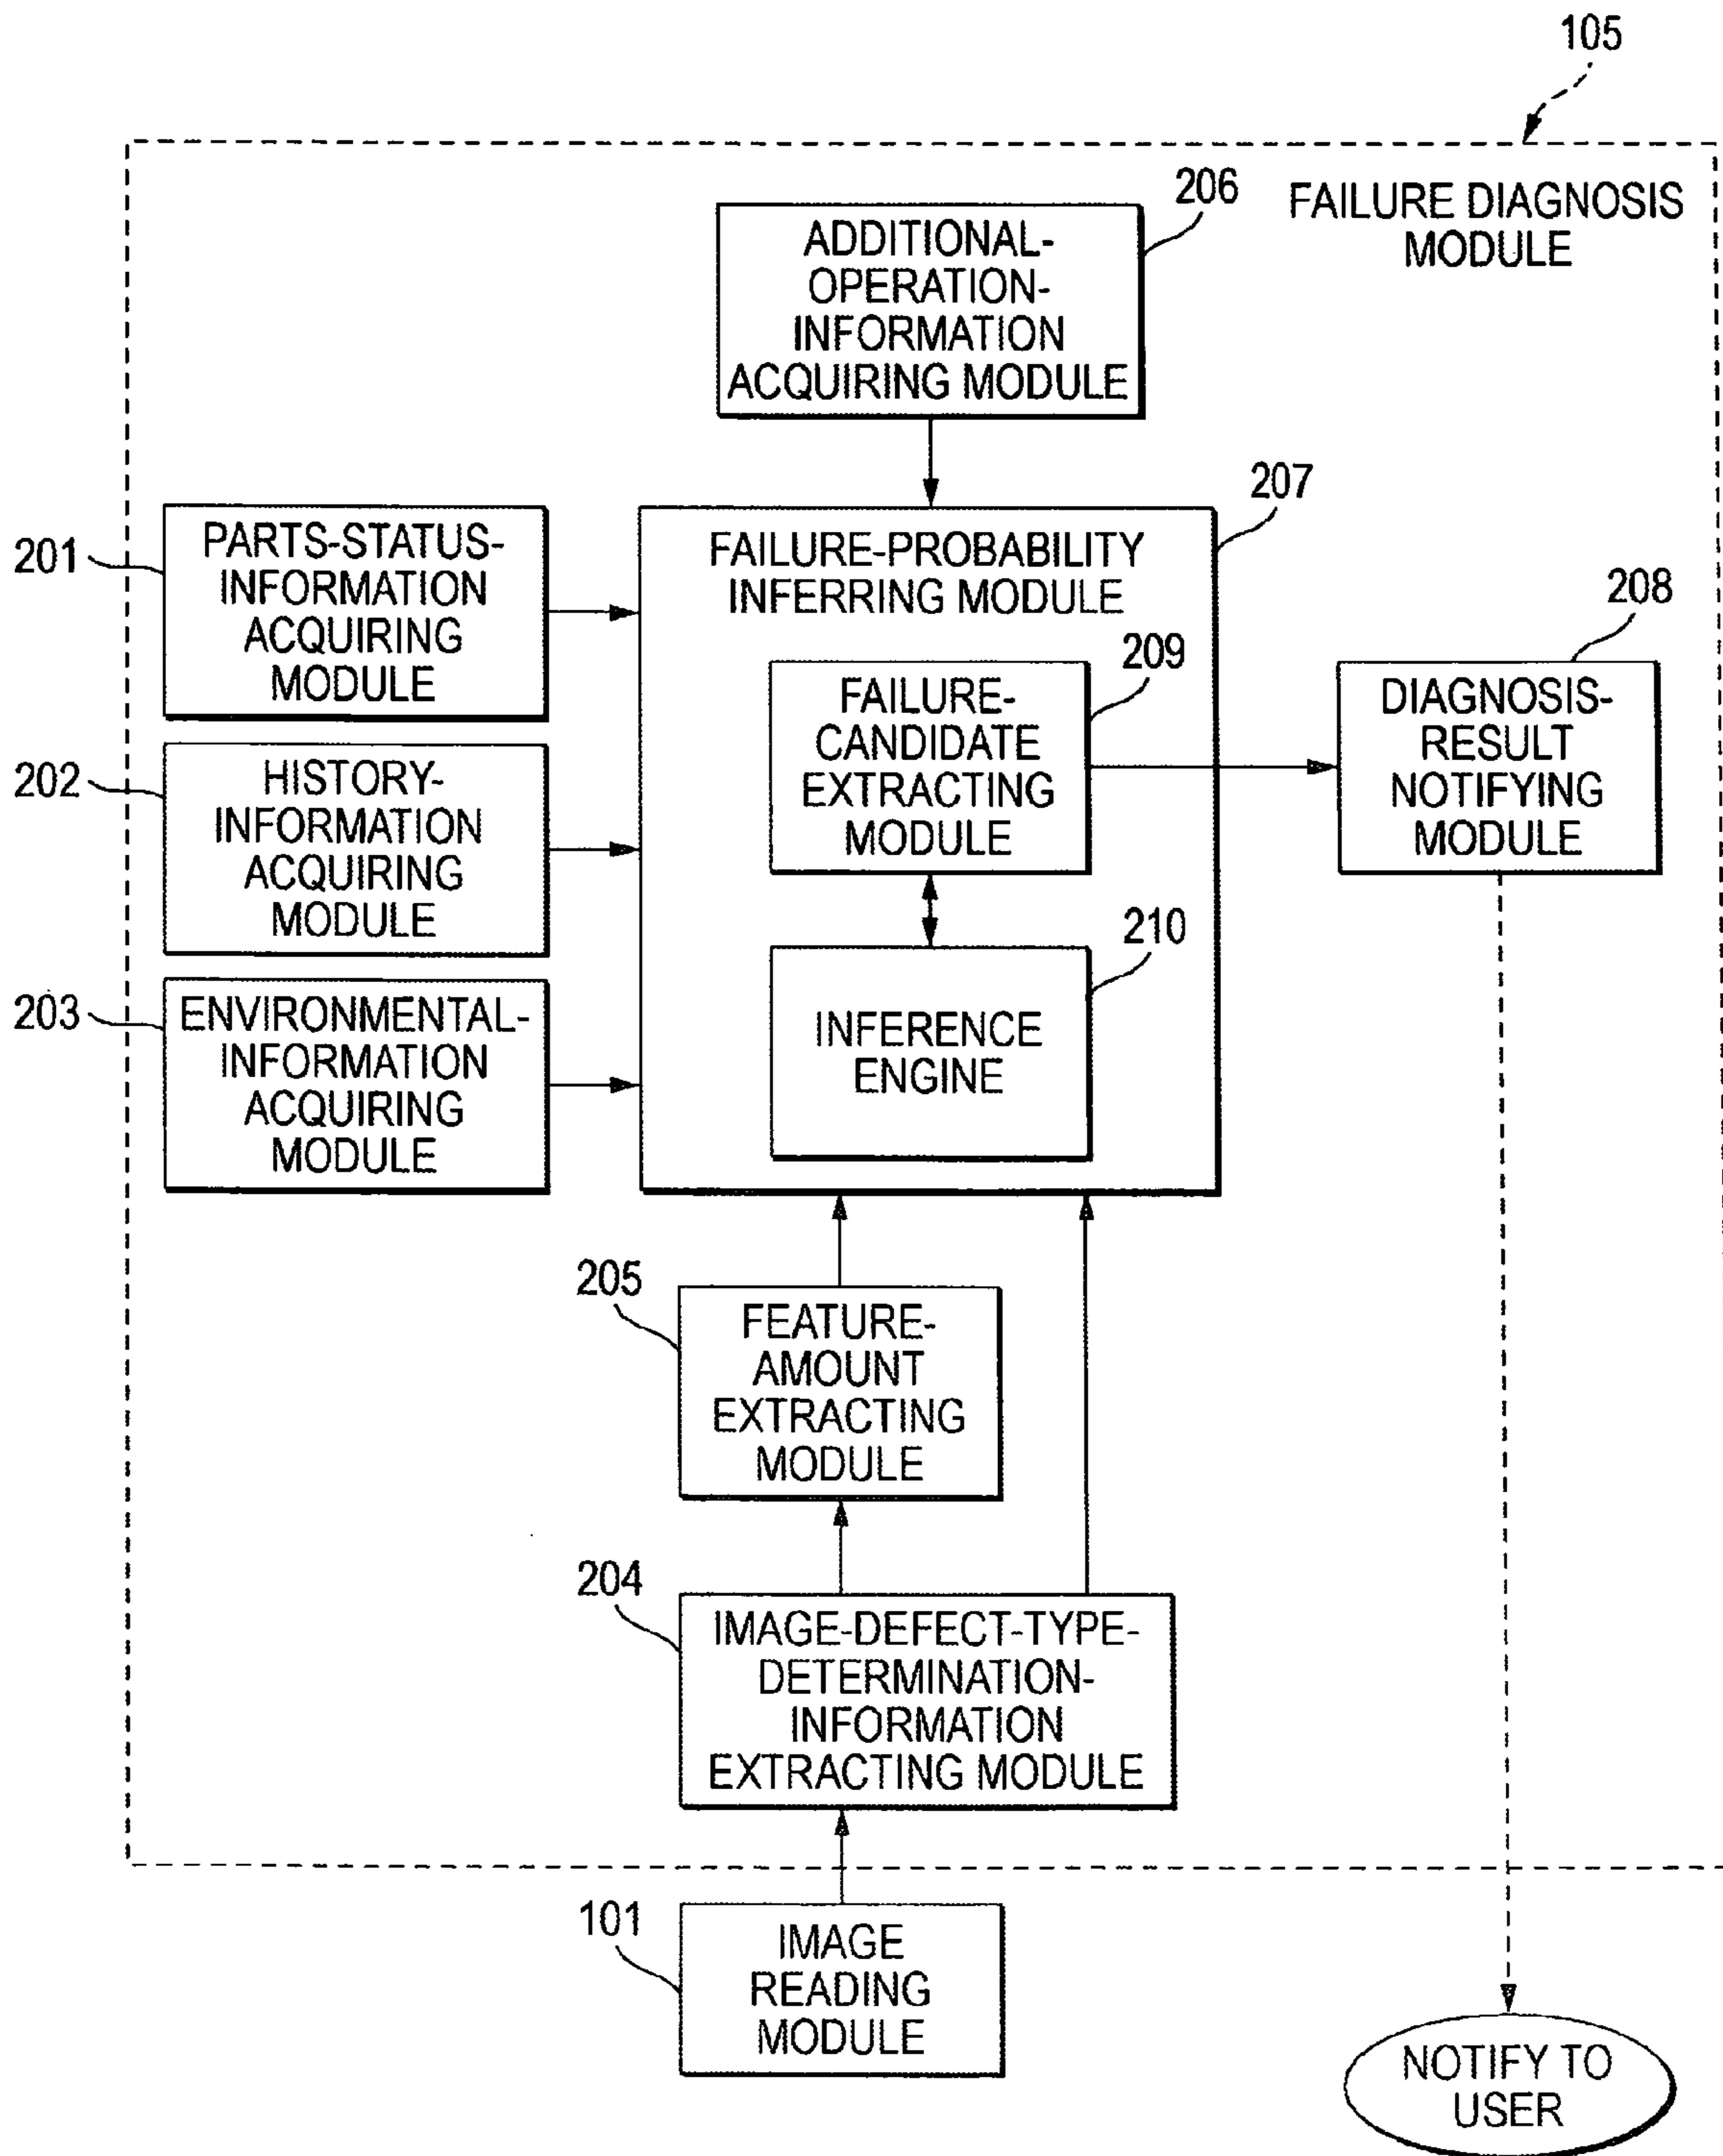 105
FAILURE DIAGNOSIS
MODULE
206
ADDITIONAL-
OPERATION-
INFORMATION
ACQUIRING MODULE
201
PARTS-STATUS-
INFORMATION
ACQUIRING
MODULE
202
HISTORY-
INFORMATION
ACQUIRING
MODULE
203
ENVIRONMENTAL-
INFORMATION
ACQUIRING
MODULE
207
FAILURE-PROBABILITY
INFERRING MODULE
209
FAILURE-
CANDIDATE
EXTRACTING
MODULE
210
INFERENCE
ENGINE
208
DIAGNOSIS-
RESULT
NOTIFYING
MODULE
205
FEATURE-
AMOUNT
EXTRACTING
MODULE
204
IMAGE-DEFECT-TYPE-
DETERMINATION-
INFORMATION
EXTRACTING MODULE
101
IMAGE
READING
MODULE
NOTIFY TO
USER